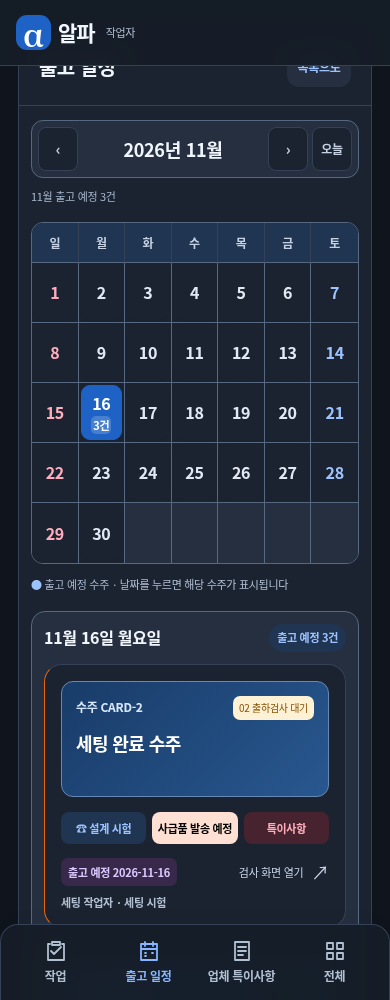 α 알파 작업자
출고 일정 목록으로
‹ 2026년 11월 › 오늘
11월 출고 예정 3건
일 월 화 수 목 금 토
1 2 3 4 5 6 7
8 9 10 11 12 13 14
15 16 17 18 19 20 21
3건
22 23 24 25 26 27 28
29 30
출고 예정 수주 · 날짜를 누르면 해당 수주가 표시됩니다
11월 16일 월요일 출고 예정 3건
수주 CARD-2 02 출하검사 대기
세팅 완료 수주
☎ 설계 시험 사급품 발송 예정 특이사항
출고 예정 2026-11-16 검사 화면 열기 ↗
세팅 작업자 · 세팅 시험
작업 출고 일정 업체 특이사항 전체